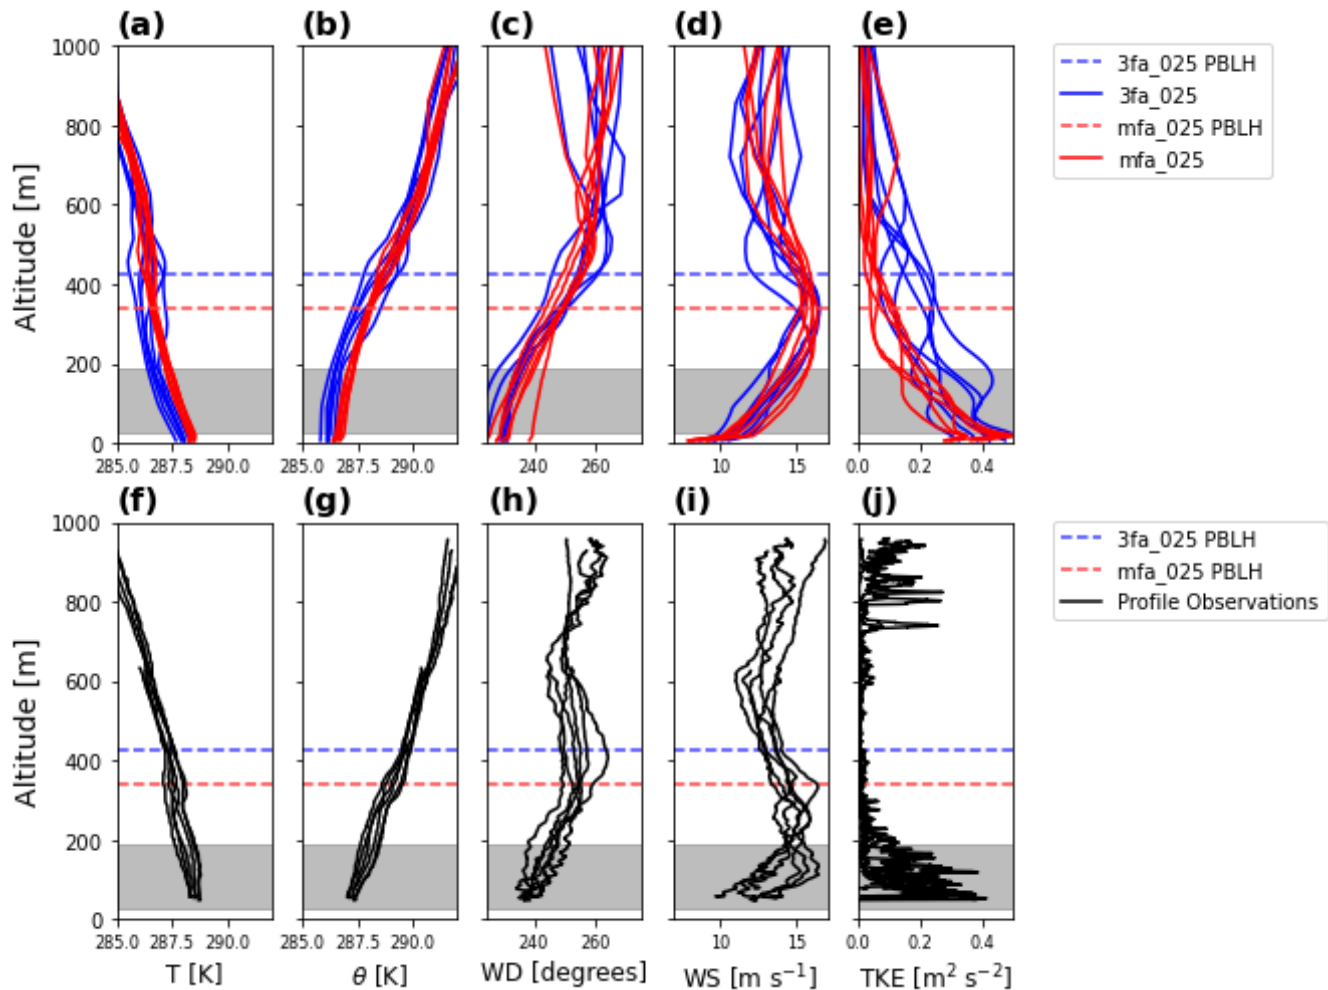 (a) (b) (c) (d) (e)
1000
800
600
400
200
0
Altitude [m]
285.0 287.5 290.0
285.0 287.5 290.0
240 260
10 15
0.0 0.2 0.4
3fa_025 PBLH
3fa_025
mfa_025 PBLH
mfa_025
(f) (g) (h) (i) (j)
1000
800
600
400
200
0
Altitude [m]
285.0 287.5 290.0
285.0 287.5 290.0
240 260
10 15
0.0 0.2 0.4
T [K]
θ [K]
WD [degrees]
WS [m s⁻¹]
TKE [m² s⁻²]
3fa_025 PBLH
mfa_025 PBLH
Profile Observations